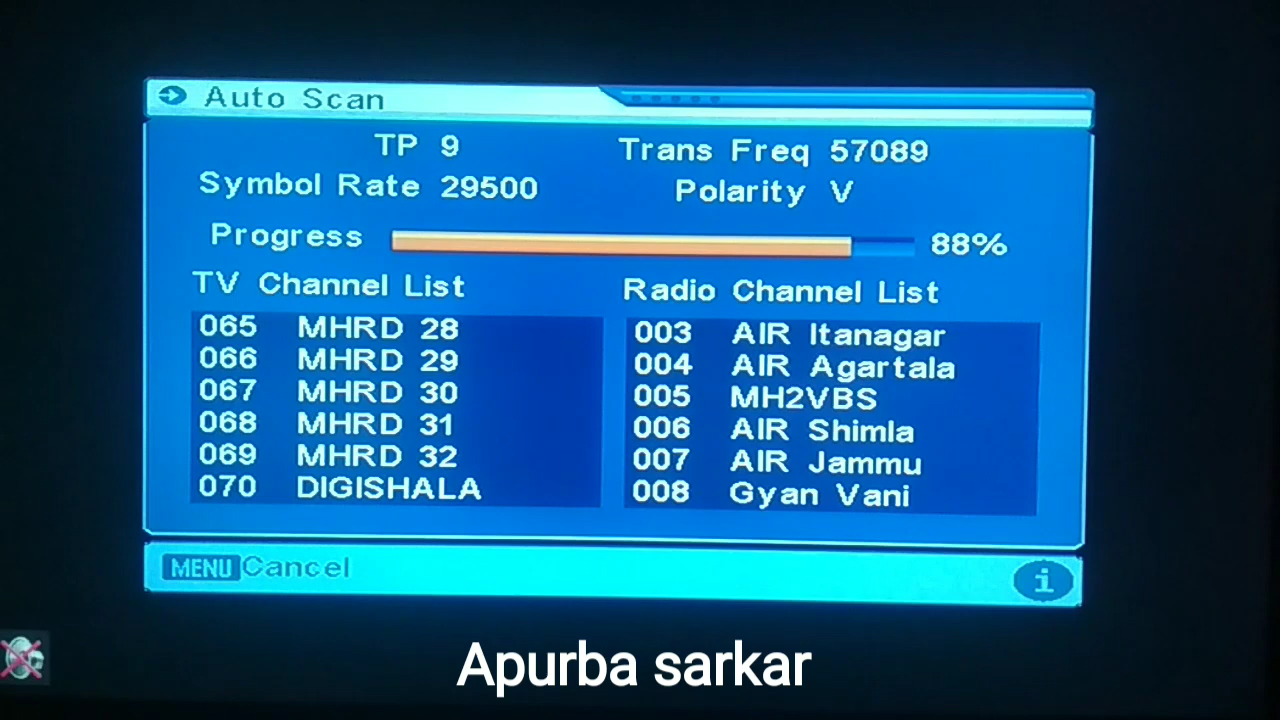 Auto Scan
TP 9 Trans Freq 57089
Symbol Rate 29500 Polarity V
Progress 88%
TV Channel List Radio Channel List
065 MHRD 28 003 AIR Itanagar
066 MHRD 29 004 AIR Agartala
067 MHRD 30 005 MH2VBS
068 MHRD 31 006 AIR Shimla
069 MHRD 32 007 AIR Jammu
070 DIGISHALA 008 Gyan Vani
MENU Cancel i
Apurba sarkar